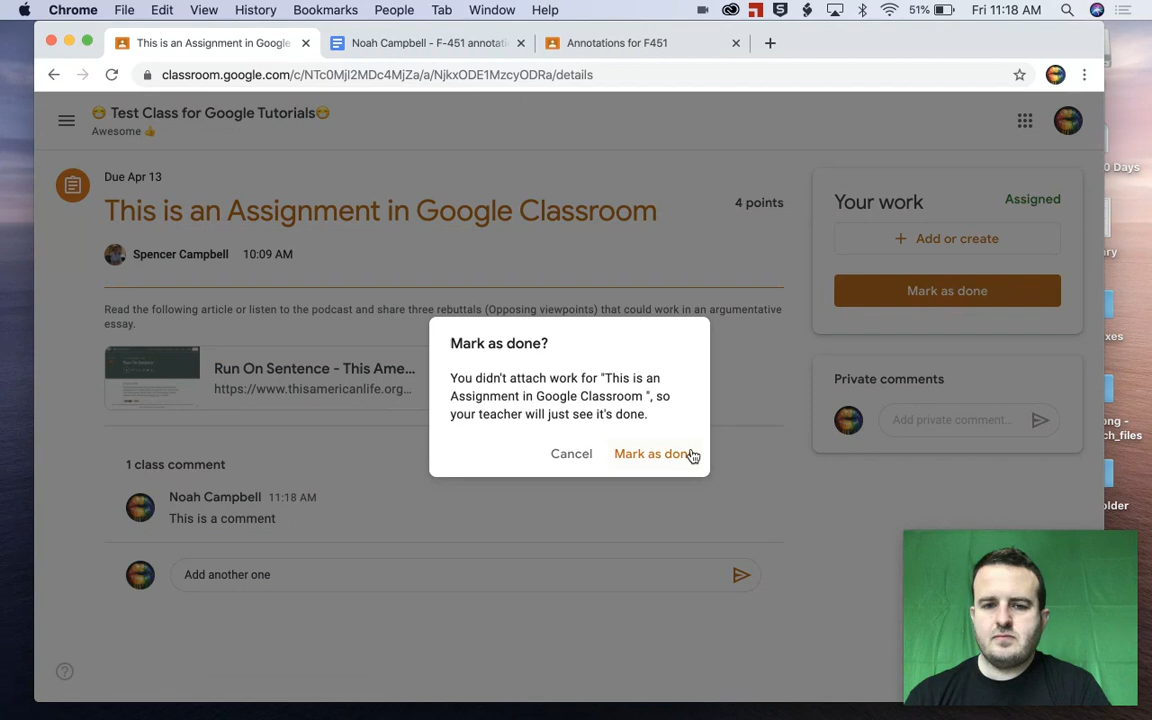 Chrome File Edit View History Bookmarks People Tab Window Help 51% Fri 11:18 AM
This is an Assignment in Google
Noah Campbell - F-451 annotati
Annotations for F451
classroom.google.com/c/NTc0MjI2MDc4MjZa/a/NjkxODE1MzcyODRa/details
😁 Test Class for Google Tutorials😁
Awesome 👍
Due Apr 13
This is an Assignment in Google Classroom
4 points
Spencer Campbell 10:09 AM
Read the following article or listen to the podcast and share three rebuttals (Opposing viewpoints) that could work in an argumentative
essay.
Run On Sentence - This Ame...
https://www.thisamericanlife.org...
1 class comment
Noah Campbell 11:18 AM
This is a comment
Add another one
Mark as done?
You didn't attach work for "This is an
Assignment in Google Classroom ", so
your teacher will just see it's done.
Cancel Mark as done
Your work Assigned
+ Add or create
Mark as done
Private comments
Add private comment...
0 Days
ary
xes
ong -
ch_files
older